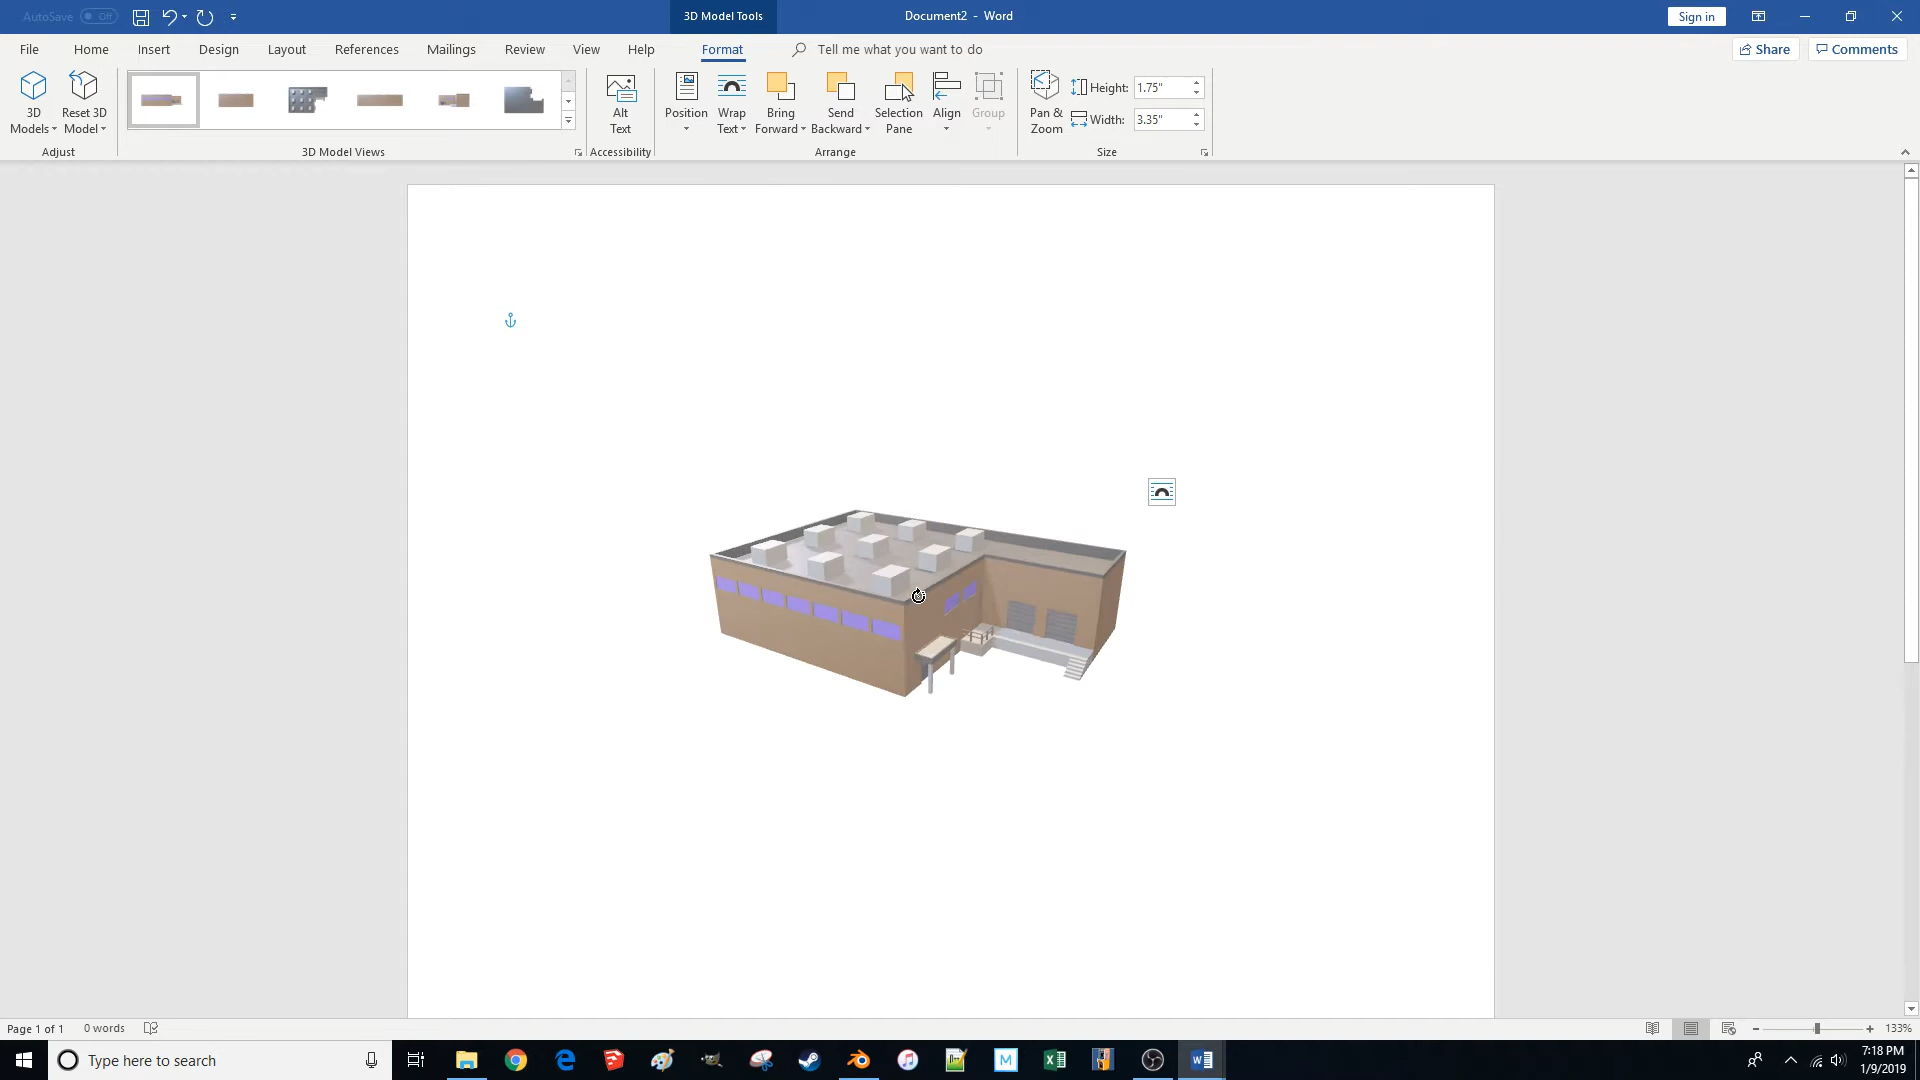 AutoSave Off
3D Model Tools
Document2 - Word
Sign in
File Home Insert Design Layout References Mailings Review View Help Format Tell me what you want to do Share Comments
3D Models
Reset 3D Model
Adjust
3D Model Views
Alt Text
Accessibility
Position
Wrap Text
Bring Forward
Send Backward
Selection Pane
Align
Group
Arrange
Pan & Zoom
Height: 1.75"
Width: 3.35"
Size
Page 1 of 1 0 words 133%
Type here to search
M
7:18 PM
1/9/2019